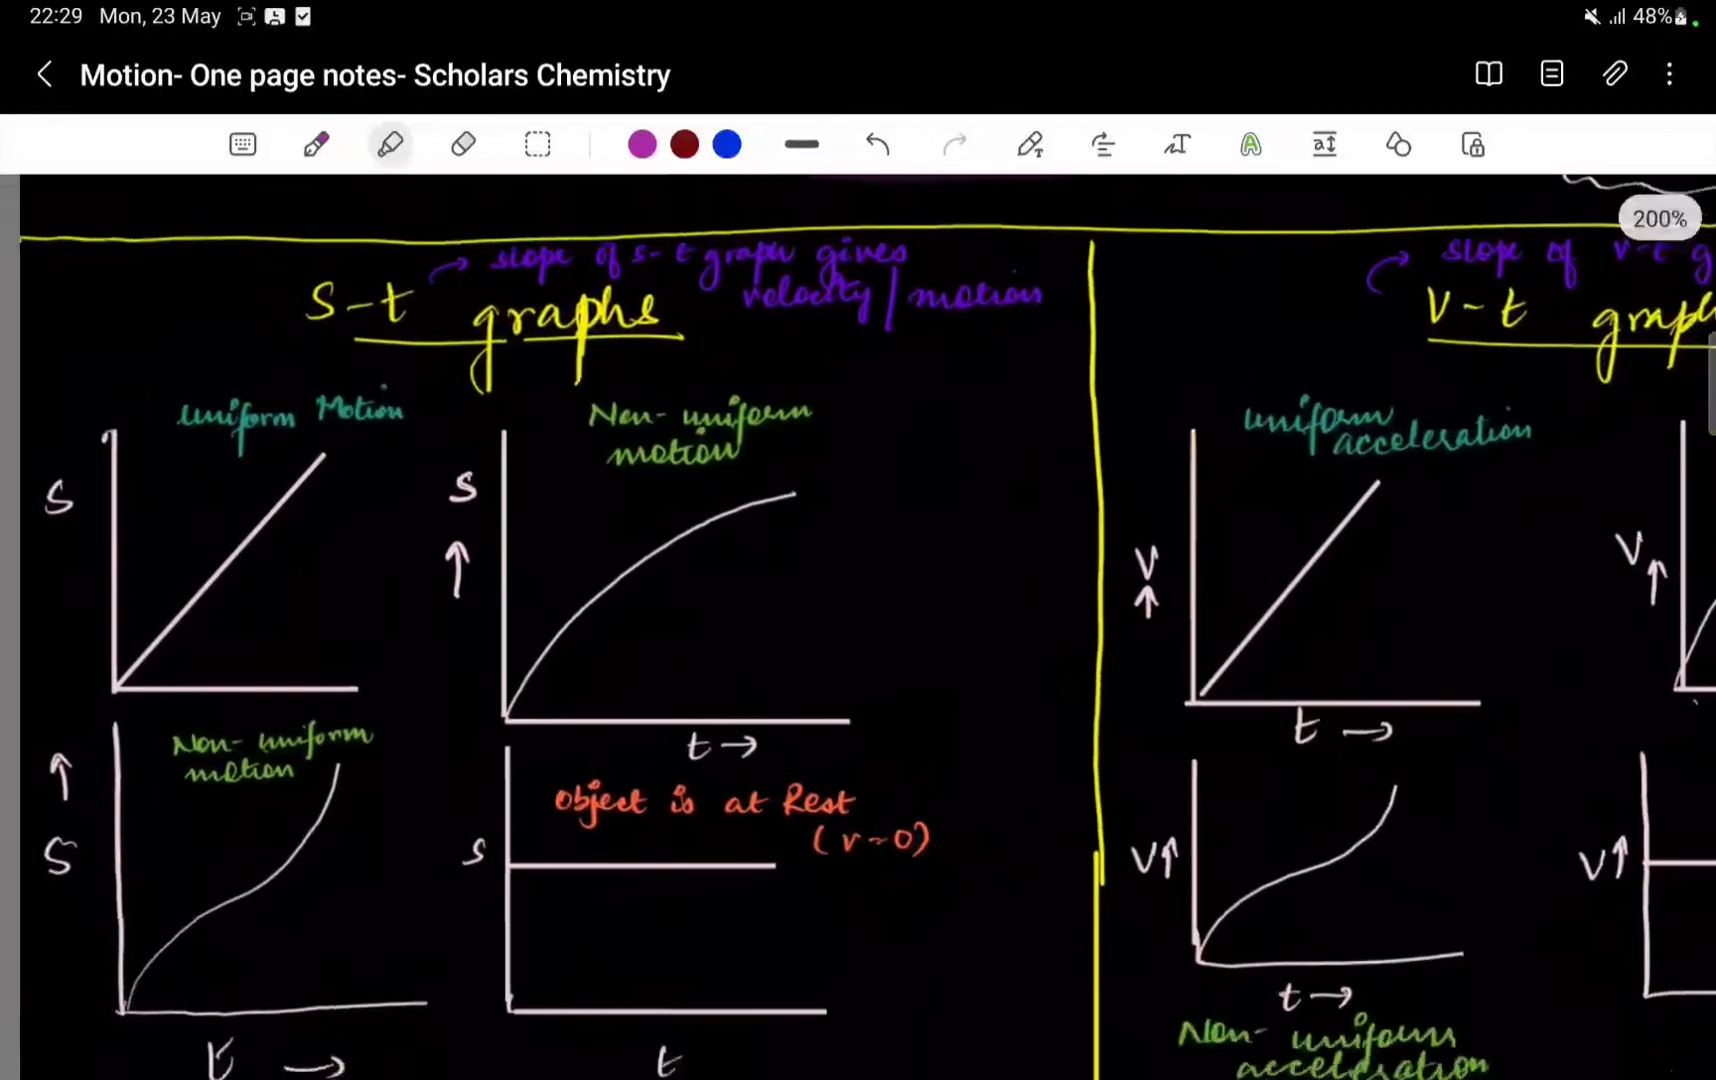 22:29 Mon, 23 May
48%
Motion- One page notes- Scholars Chemistry
200%
slope of s-t graph gives
velocity/motion
S-t graphs
slope of v-t g
v-t graph
uniform Motion
S
Non-uniform
motion
S
t
uniform
acceleration
V
t
V
Non-uniform
motion
S
t
Object is at Rest
(v-0)
S
t
V
t
Non-uniform
acceleration
V